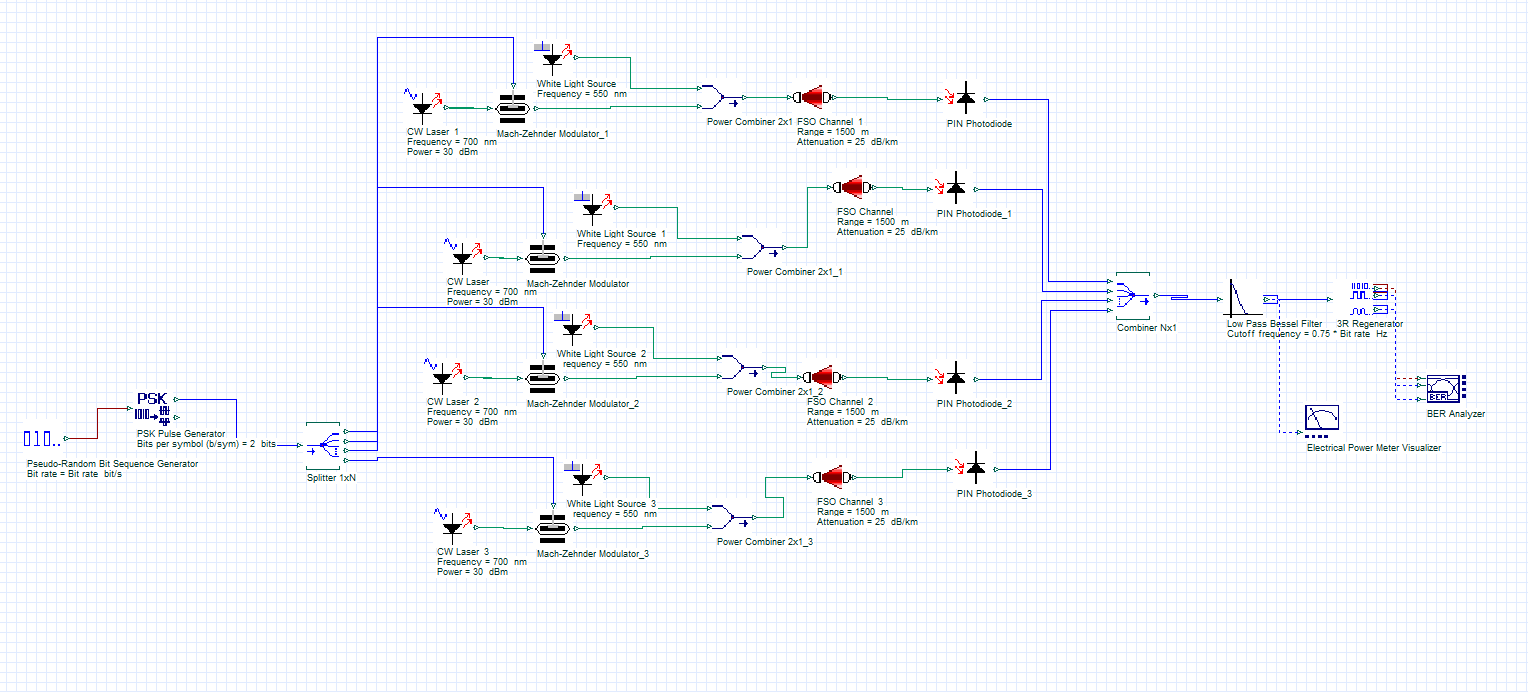 White Light Source
Frequency = 550 nm
CW Laser 1
Frequency = 700 nm
Power = 30 dBm
Mach-Zehnder Modulator_1
Power Combiner 2x1
FSO Channel 1
Range = 1500 m
Attenuation = 25 dB/km
PIN Photodiode
White Light Source 1
Frequency = 550 nm
CW Laser
Frequency = 700 nm
Power = 30 dBm
Mach-Zehnder Modulator
Power Combiner 2x1_1
FSO Channel
Range = 1500 m
Attenuation = 25 dB/km
PIN Photodiode_1
Combiner Nx1
Low Pass Bessel Filter
Cutoff frequency = 0.75 * Bit rate Hz
3R Regenerator
White Light Source 2
requency = 550 nm
CW Laser 2
Frequency = 700 nm
Power = 30 dBm
Mach-Zehnder Modulator_2
Power Combiner 2x1_2
FSO Channel 2
Range = 1500 m
Attenuation = 25 dB/km
PIN Photodiode_2
BER
BER Analyzer
Electrical Power Meter Visualizer
010..
Pseudo-Random Bit Sequence Generator
Bit rate = Bit rate bit/s
PSK
PSK Pulse Generator
Bits per symbol (b/sym) = 2 bits
Splitter 1xN
White Light Source 3
requency = 550 nm
CW Laser 3
Frequency = 700 nm
Power = 30 dBm
Mach-Zehnder Modulator_3
Power Combiner 2x1_3
FSO Channel 3
Range = 1500 m
Attenuation = 25 dB/km
PIN Photodiode_3